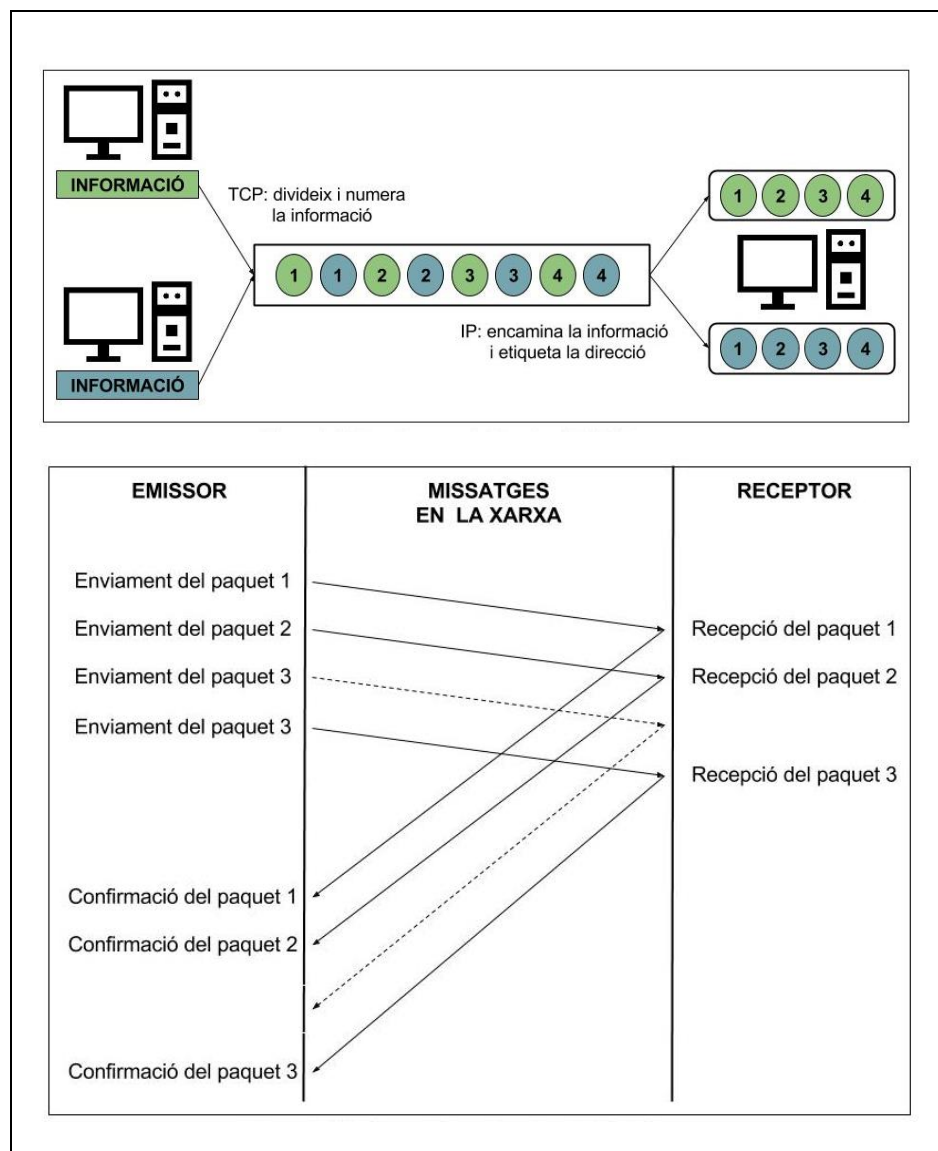 INFORMACIÓ
TCP: divideix i numera
la informació
1 1 2 2 3 3 4 4
IP: encamina la informació
i etiqueta la direcció
INFORMACIÓ
1 2 3 4
1 2 3 4
EMISSOR
MISSATGES
EN LA XARXA
RECEPTOR
Enviament del paquet 1
Enviament del paquet 2
Enviament del paquet 3
Enviament del paquet 3
Recepció del paquet 1
Recepció del paquet 2
Recepció del paquet 3
Confirmació del paquet 1
Confirmació del paquet 2
Confirmació del paquet 3